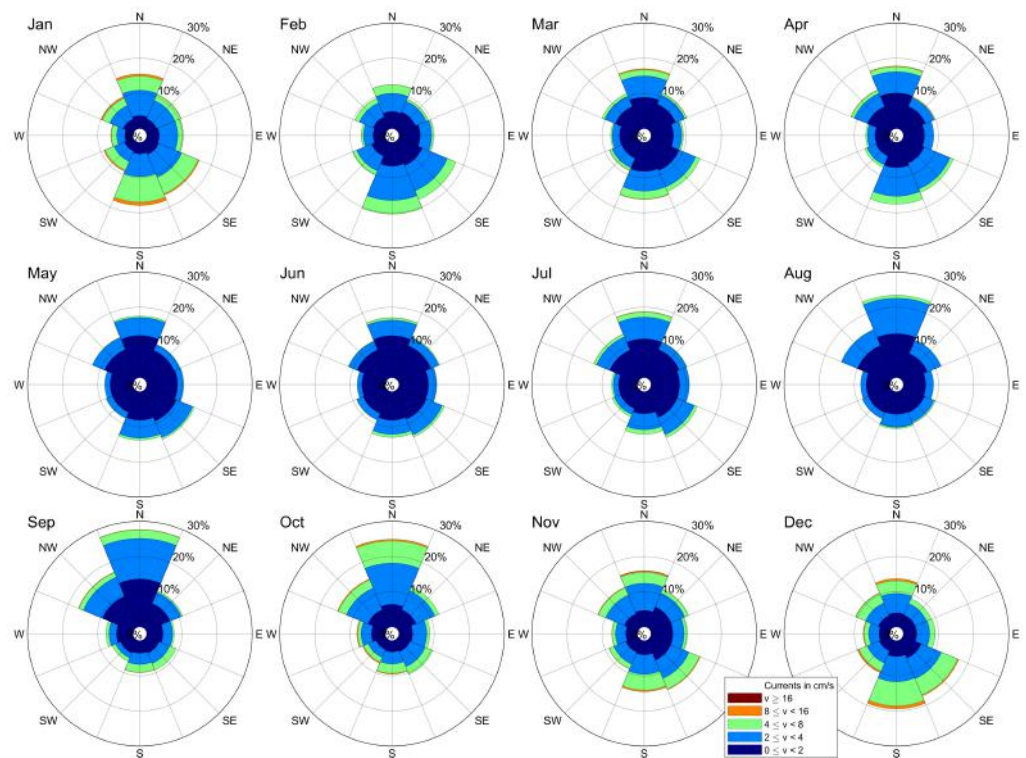 Jan
N
30%
NW
NE
20%
10%
W
%
E
SW
SE
S
Feb
N
30%
NW
NE
20%
10%
W
%
E
SW
SE
S
Mar
N
30%
NW
NE
20%
10%
W
%
E
SW
SE
S
Apr
N
30%
NW
NE
20%
10%
W
%
E
SW
SE
S
May
N
30%
NW
NE
20%
10%
W
%
E
SW
SE
S
Jun
N
30%
NW
NE
20%
10%
W
%
E
SW
SE
S
Jul
N
30%
NW
NE
20%
10%
W
%
E
SW
SE
S
Aug
N
30%
NW
NE
20%
10%
W
%
E
SW
SE
S
Sep
N
30%
NW
NE
20%
10%
W
%
E
SW
SE
S
Oct
N
30%
NW
NE
20%
10%
W
%
E
SW
SE
S
Nov
N
30%
NW
NE
20%
10%
W
%
E
SW
S
Dec
N
30%
NW
NE
20%
10%
W
%
E
SE
S
Currents in cm/s
v ≥ 16
8 ≤ v < 16
4 ≤ v < 8
2 ≤ v < 4
0 ≤ v < 2